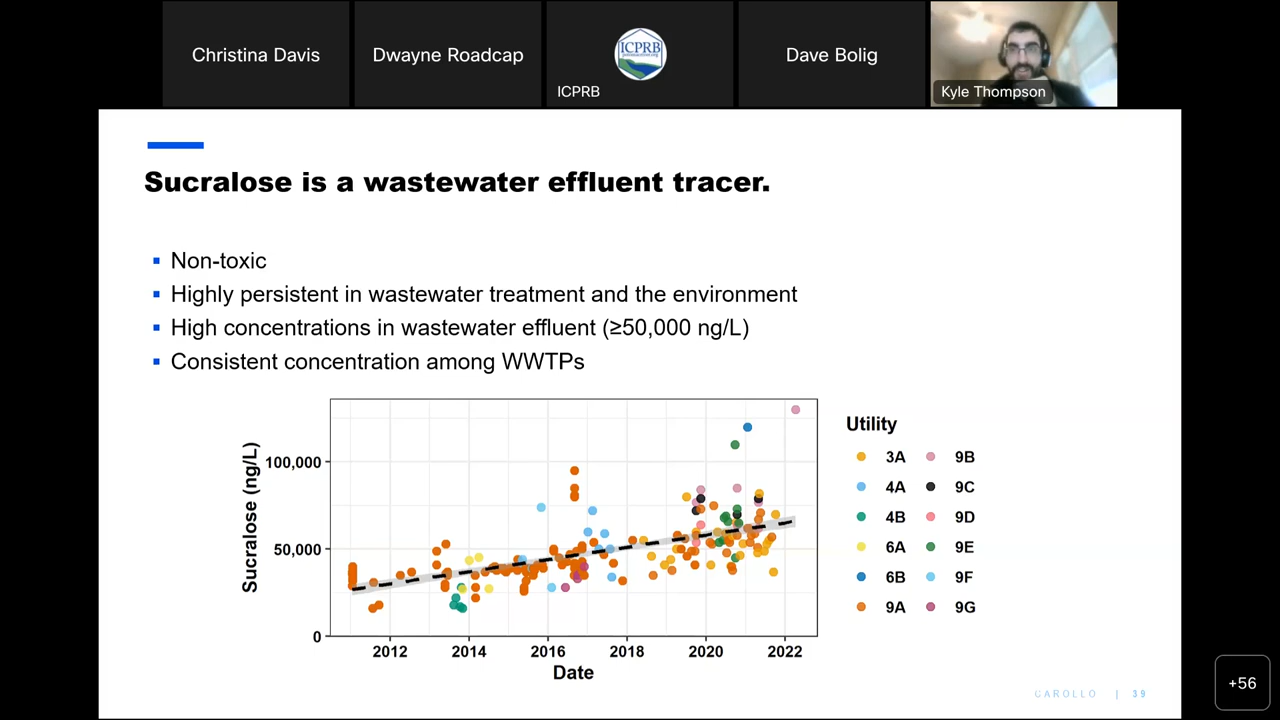 Christina Davis
Dwayne Roadcap
ICPRB
ICPRB
Dave Bolig
Kyle Thompson
Sucralose is a wastewater effluent tracer.
▪ Non-toxic
▪ Highly persistent in wastewater treatment and the environment
▪ High concentrations in wastewater effluent (≥50,000 ng/L)
▪ Consistent concentration among WWTPs
Sucralose (ng/L)
100,000
50,000
0
2012 2014 2016 2018 2020 2022
Date
Utility
3A 9B
4A 9C
4B 9D
6A 9E
6B 9F
9A 9G
CAROLLO | 39
+56